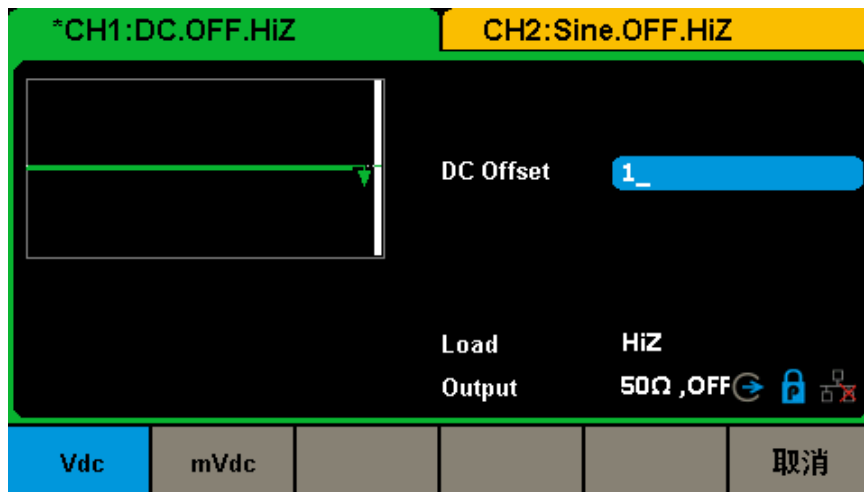 *CH1:DC.OFF.HiZ
CH2:Sine.OFF.HiZ
DC Offset 1_
Load HiZ
Output 50Ω ,OFF P
Vdc mVdc 取消